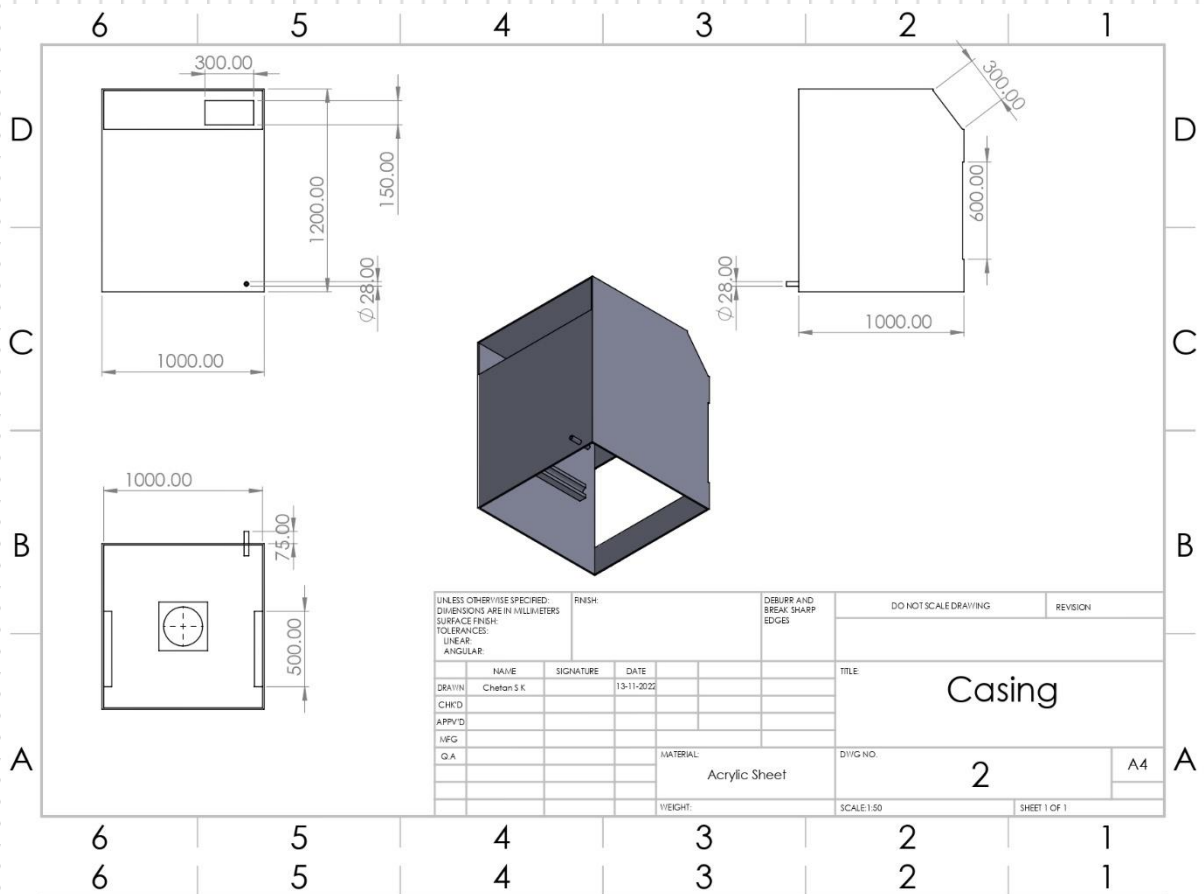 6 5 4 3 2 1
D D
C C
B B
A A
300.00
1200.00
150.00
⌀ 28.00
1000.00
300.00
600.00
⌀ 28.00
1000.00
1000.00
75.00
500.00
UNLESS OTHERWISE SPECIFIED:
DIMENSIONS ARE IN MILLIMETERS
SURFACE FINISH:
TOLERANCES:
LINEAR:
ANGULAR:
FINISH:
DEBURR AND
BREAK SHARP
EDGES
DO NOT SCALE DRAWING
REVISION
NAME SIGNATURE DATE
DRAWN Chetan S K 13-11-2022
CHK'D
APPV'D
MFG
Q.A
MATERIAL:
Acrylic Sheet
WEIGHT:
TITLE:
Casing
DWG NO.
2
A4
SCALE:1:50
SHEET 1 OF 1
6 5 4 3 2 1
6 5 4 3 2 1